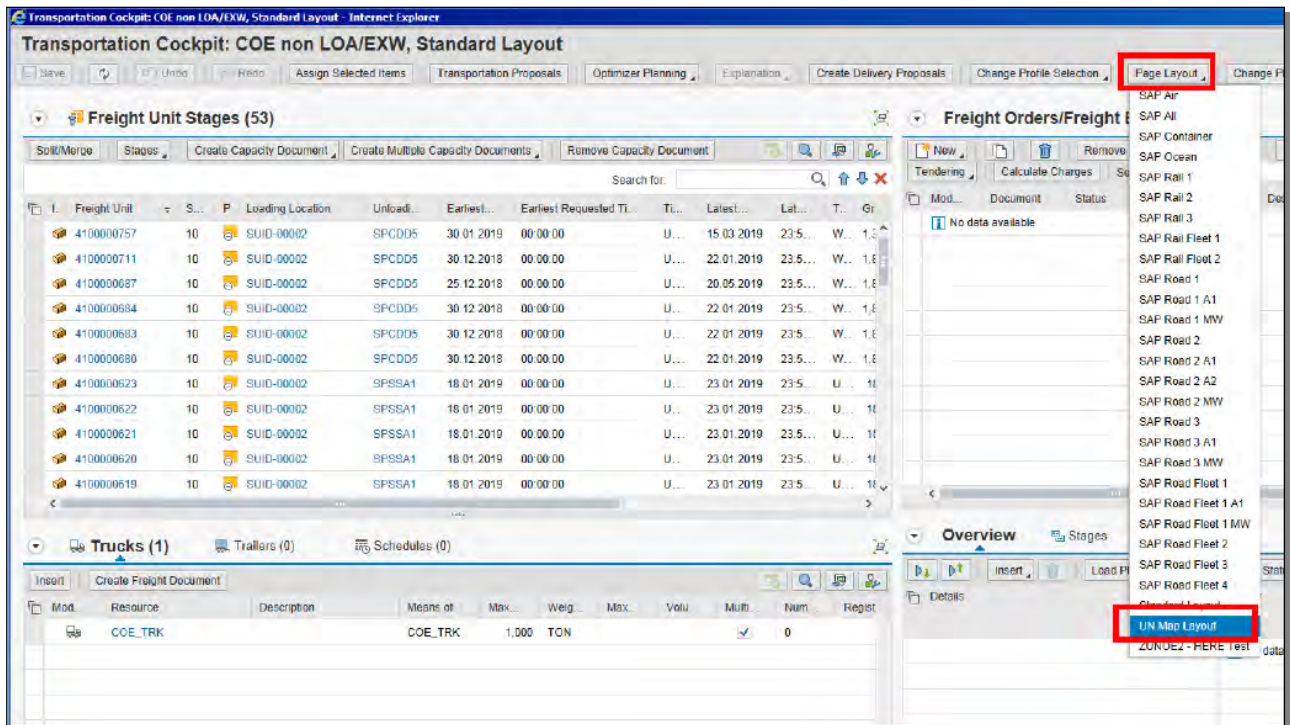 Transportation Cockpit: COE non LOA/EXW, Standard Layout - Internet Explorer
Transportation Cockpit: COE non LOA/EXW, Standard Layout
Save Undo Redo Assign Selected Items Transportation Proposals Optimizer Planning Explanation Create Delivery Proposals Change Profile Selection Page Layout Change
Freight Unit Stages (53)
Split/Merge Stages Create Capacity Document Create Multiple Capacity Documents Remove Capacity Document
Search for:
I. Freight Unit S... P Loading Location Unloadi... Earliest... Earliest Requested Ti... Ti... Latest... Lat... T... Gr
4100000757 10 SUID-00002 SPCDD5 30.01.2019 00:00:00 U... 15.03.2019 23:5... W...
4100000711 10 SUID-00002 SPCDD5 30.12.2018 00:00:00 U... 22.01.2019 23:5... W...
4100000687 10 SUID-00002 SPCDD5 25.12.2018 00:00:00 U... 20.05.2019 23:5... W...
4100000684 10 SUID-00002 SPCDD5 30.12.2018 00:00:00 U... 22.01.2019 23:5... W...
4100000683 10 SUID-00002 SPCDD5 30.12.2018 00:00:00 U... 22.01.2019 23:5... W...
4100000680 10 SUID-00002 SPCDD5 30.12.2018 00:00:00 U... 22.01.2019 23:5... W...
4100000623 10 SUID-00002 SPSSA1 18.01.2019 00:00:00 U... 23.01.2019 23:5... U...
4100000622 10 SUID-00002 SPSSA1 18.01.2019 00:00:00 U... 23.01.2019 23:5... U...
4100000621 10 SUID-00002 SPSSA1 18.01.2019 00:00:00 U... 23.01.2019 23:5... U...
4100000620 10 SUID-00002 SPSSA1 18.01.2019 00:00:00 U... 23.01.2019 23:5... U...
4100000619 10 SUID-00002 SPSSA1 18.01.2019 00:00:00 U... 23.01.2019 23:5... U...
Trucks (1) Trailers (0) Schedules (0)
Insert Create Freight Document
Mod... Resource Description Means of Max... Weig... Max... Volu Multi... Num... Regist
COE_TRK COE_TRK 1,000 TON 0
Freight Orders/Freight
New Remove
Tendering Calculate Charges
Mod... Document Status
No data available
Overview Stages
Insert Load
Details
SAP Air
SAP All
SAP Container
SAP Ocean
SAP Rail 1
SAP Rail 2
SAP Rail 3
SAP Rail Fleet 1
SAP Rail Fleet 2
SAP Road 1
SAP Road 1 A1
SAP Road 1 MW
SAP Road 2
SAP Road 2 A1
SAP Road 2 A2
SAP Road 2 MW
SAP Road 3
SAP Road 3 A1
SAP Road 3 MW
SAP Road Fleet 1
SAP Road Fleet 1 A1
SAP Road Fleet 1 MW
SAP Road Fleet 2
SAP Road Fleet 3
SAP Road Fleet 4
Standard Layout
UN Map Layout
ZUNOE2 - HERE Test
data